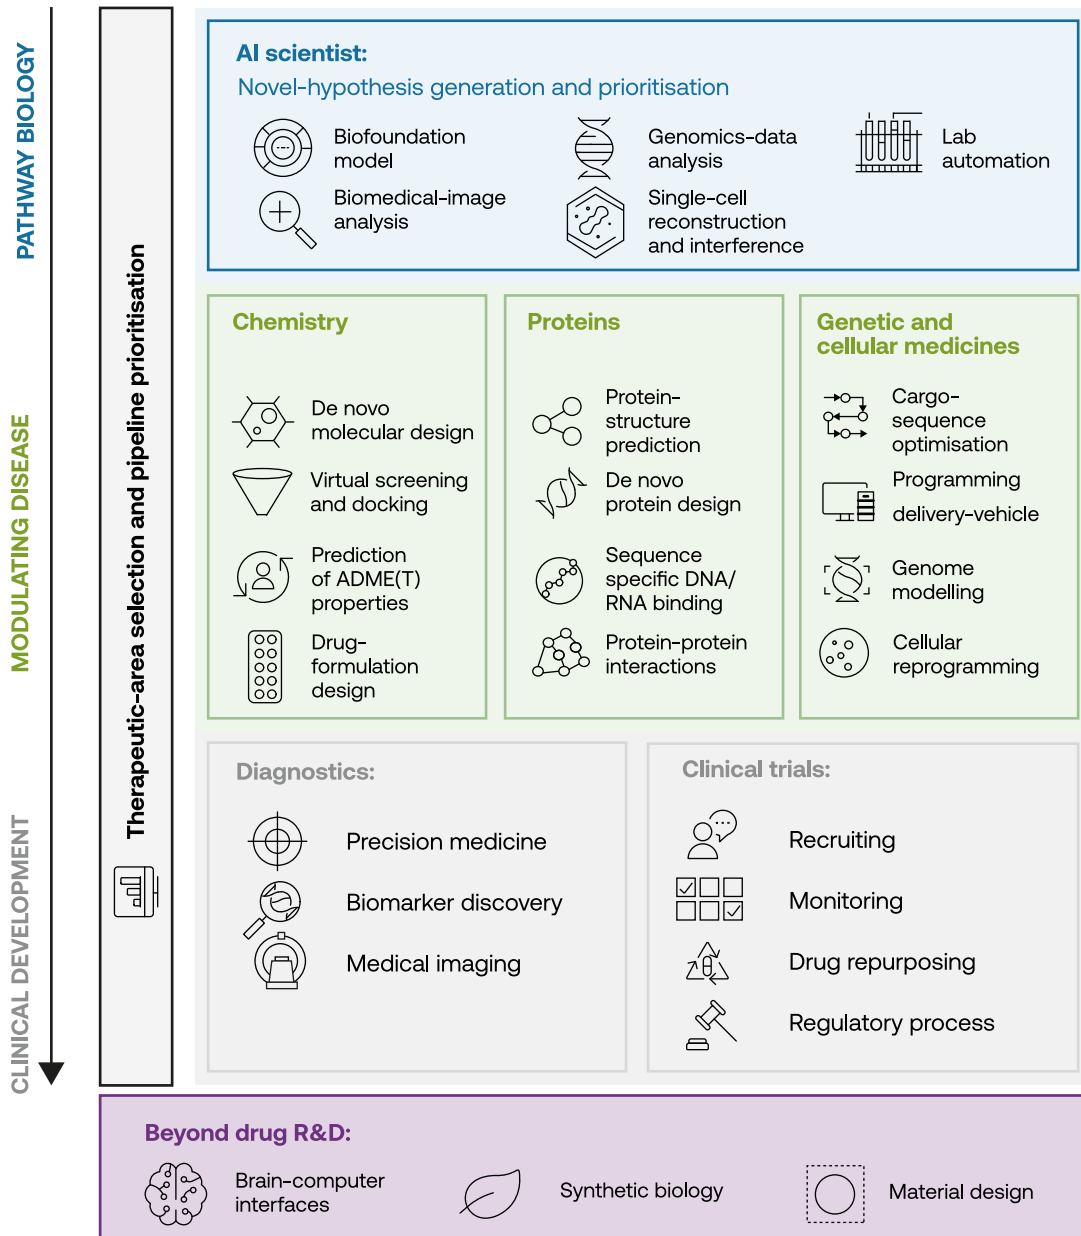 PATHWAY BIOLOGY
MODULATING DISEASE
CLINICAL DEVELOPMENT
Therapeutic-area selection and pipeline prioritisation
AI scientist:
Novel-hypothesis generation and prioritisation
Biofoundation
model
Genomics-data
analysis
Lab
automation
Biomedical-image
analysis
Single-cell
reconstruction
and interference
Chemistry
De novo
molecular design
Virtual screening
and docking
Prediction
of ADME(T)
properties
Drug-
formulation
design
Proteins
Protein-
structure
prediction
De novo
protein design
Sequence
specific DNA/
RNA binding
Protein-protein
interactions
Genetic and
cellular medicines
Cargo-
sequence
optimisation
Programming
delivery-vehicle
Genome
modelling
Cellular
reprogramming
Diagnostics:
Precision medicine
Biomarker discovery
Medical imaging
Clinical trials:
Recruiting
Monitoring
Drug repurposing
Regulatory process
Beyond drug R&D:
Brain-computer
interfaces
Synthetic biology
Material design